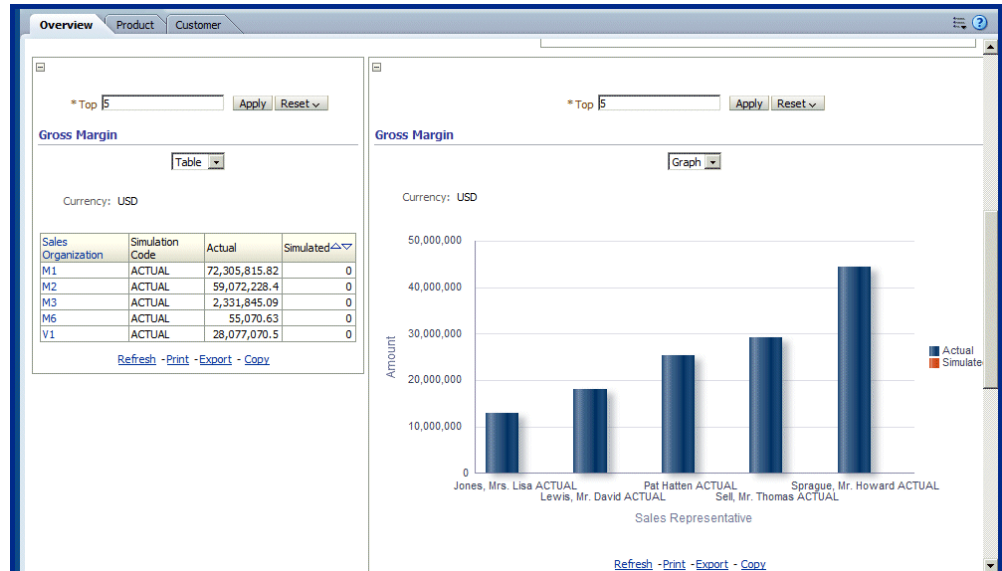 Overview Product Customer
* Top 5 Apply Reset
Gross Margin
Table
Currency: USD
Sales Organization Simulation Code Actual Simulated
M1 ACTUAL 72,305,815.82 0
M2 ACTUAL 59,072,228.4 0
M3 ACTUAL 2,331,845.09 0
M6 ACTUAL 55,070.63 0
V1 ACTUAL 28,077,070.5 0
Refresh - Print - Export - Copy
* Top 5 Apply Reset
Gross Margin
Graph
Currency: USD
50,000,000
40,000,000
30,000,000
20,000,000
10,000,000
0
Amount
Actual
Simulate
Jones, Mrs. Lisa ACTUAL
Lewis, Mr. David ACTUAL
Pat Hatten ACTUAL
Sell, Mr. Thomas ACTUAL
Sprague, Mr. Howard ACTUAL
Sales Representative
Refresh - Print - Export - Copy